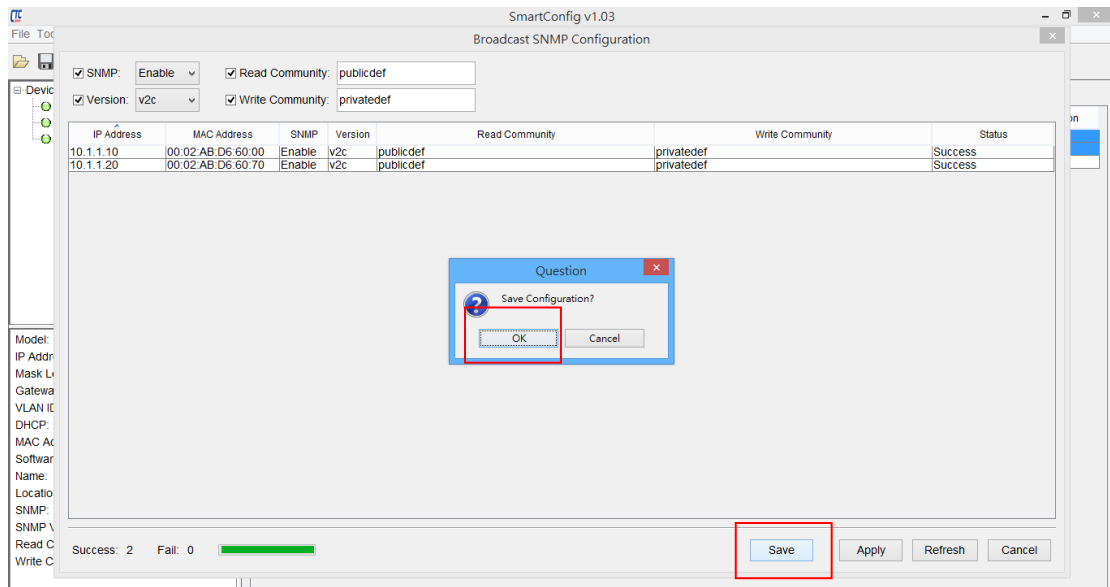 CTC
SmartConfig v1.03
File Too
Broadcast SNMP Configuration
SNMP: Enable Read Community: publicdef
Version: v2c Write Community: privatedef
Devic
on
IP Address MAC Address SNMP Version Read Community Write Community Status
10.1.1.10 00:02:AB:D6:60:00 Enable v2c publicdef privatedef Success
10.1.1.20 00:02:AB:D6:60:70 Enable v2c publicdef privatedef Success
Question
Save Configuration?
OK Cancel
Model:
IP Addr
Mask L
Gatewa
VLAN ID
DHCP:
MAC Ad
Softwar
Name:
Locatio
SNMP:
SNMP V
Read C
Write C
Success: 2 Fail: 0 Save Apply Refresh Cancel